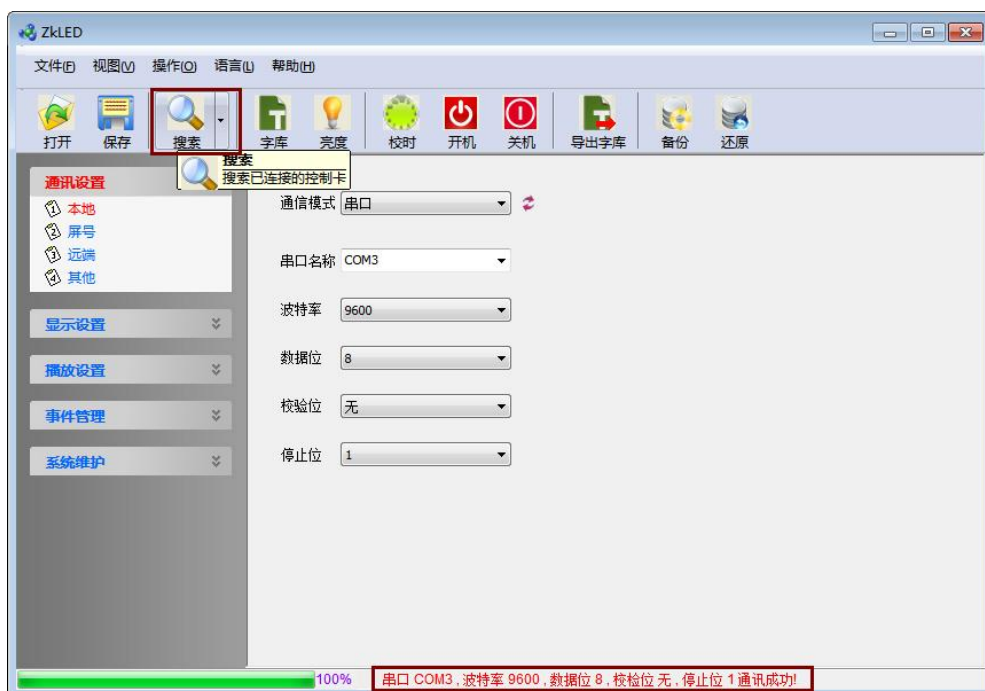 ZkLED
文件(F) 视图(V) 操作(O) 语言(L) 帮助(H)
打开 保存 搜索 字库 亮度 校时 开机 关机 导出字库 备份 还原
搜索
搜索已连接的控制卡
通讯设置
1 本地
2 屏号
3 远端
4 其他
显示设置
播放设置
事件管理
系统维护
通信模式 串口
串口名称 COM3
波特率 9600
数据位 8
校验位 无
停止位 1
100% 串口 COM3 , 波特率 9600 , 数据位 8 , 校检位 无 , 停止位 1 通讯成功!